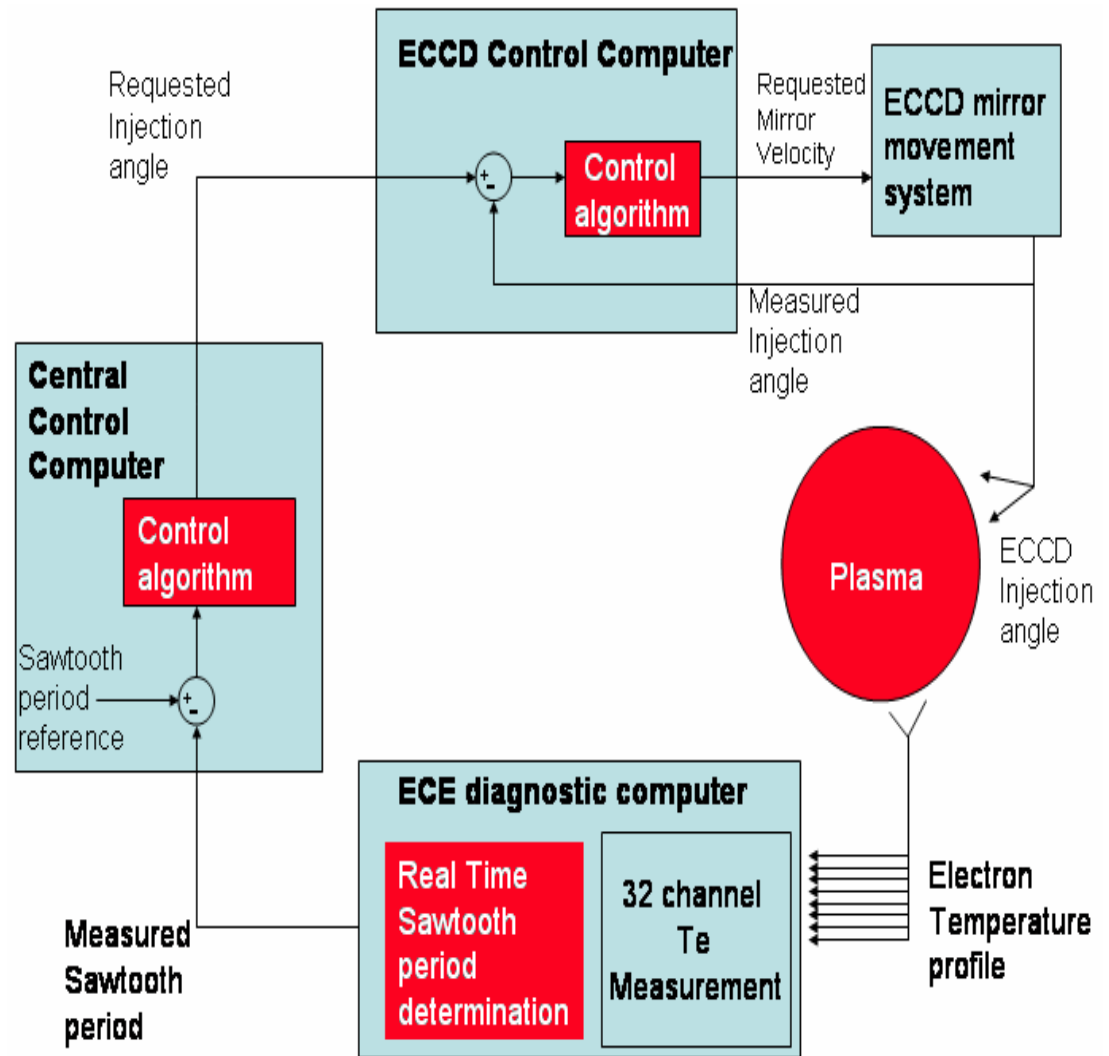 ECCD Control Computer
Requested
Injection
angle
+
-
Control
algorithm
Requested
Mirror
Velocity
ECCD mirror
movement
system
Measured
Injection
angle
Central
Control
Computer
Control
algorithm
Sawtooth
period
reference
+
-
Plasma
ECCD
Injection
angle
ECE diagnostic computer
Real Time
Sawtooth
period
determination
32 channel
Te
Measurement
Electron
Temperature
profile
Measured
Sawtooth
period